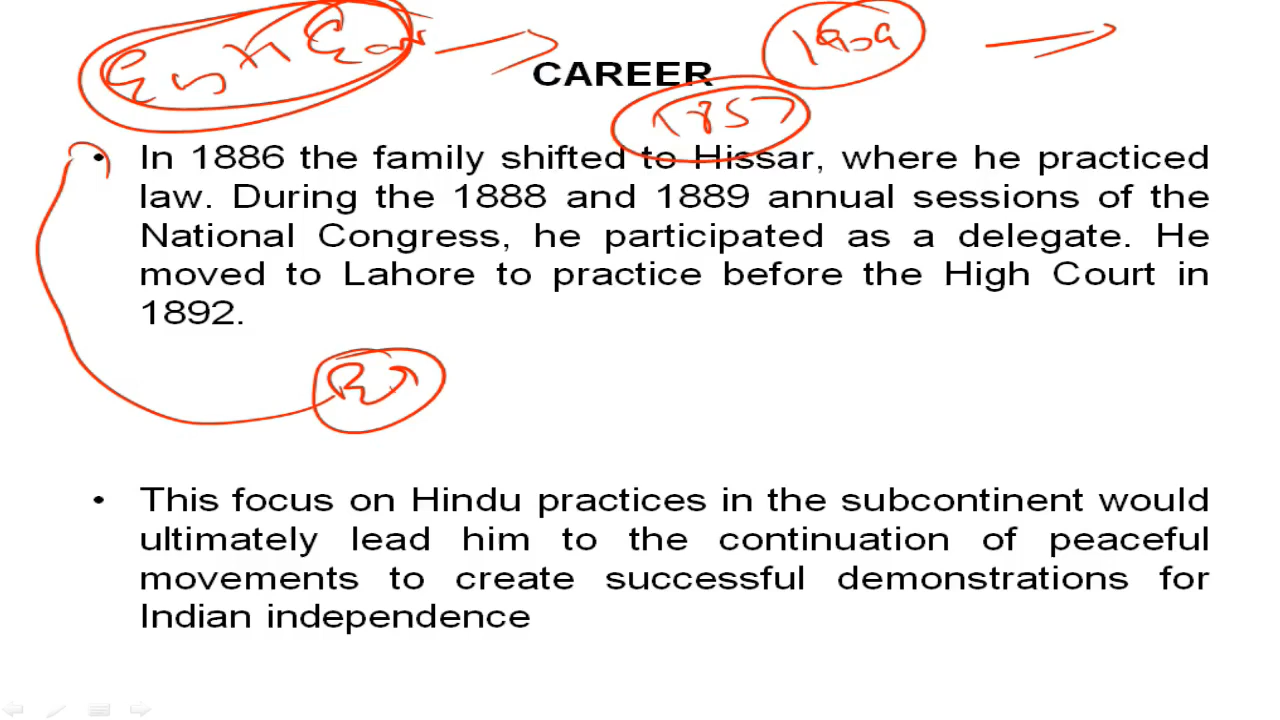 CAREER
1857
• In 1886 the family shifted to Hissar, where he practiced
law. During the 1888 and 1889 annual sessions of the
National Congress, he participated as a delegate. He
moved to Lahore to practice before the High Court in
1892.
• This focus on Hindu practices in the subcontinent would
ultimately lead him to the continuation of peaceful
movements to create successful demonstrations for
Indian independence